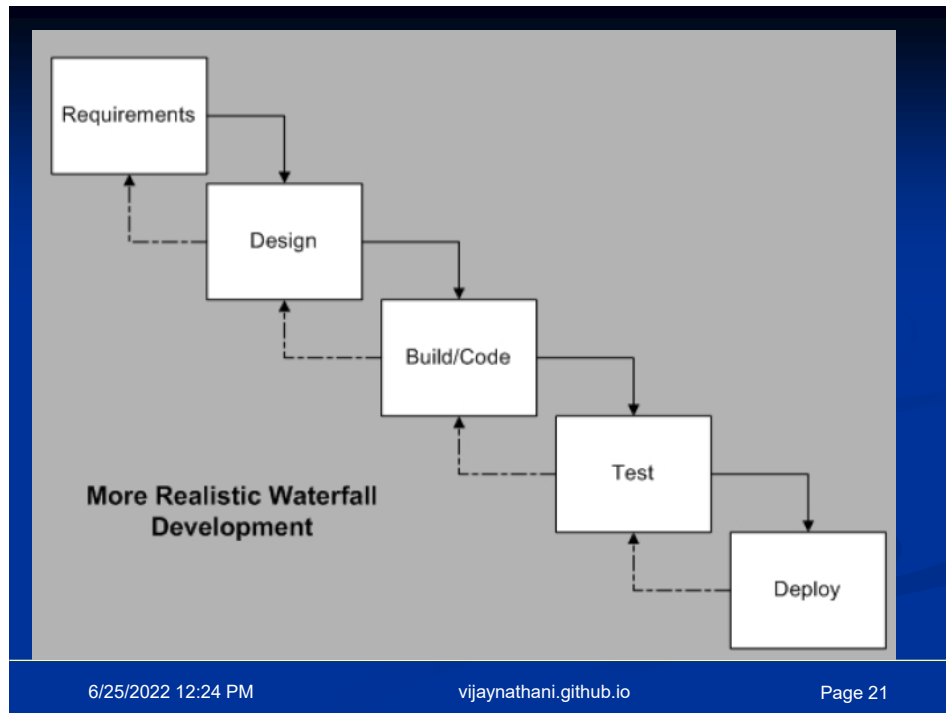 Requirements
Design
Build/Code
Test
More Realistic Waterfall
Development
Deploy
6/25/2022 12:24 PM
vijaynathani.github.io
Page 21